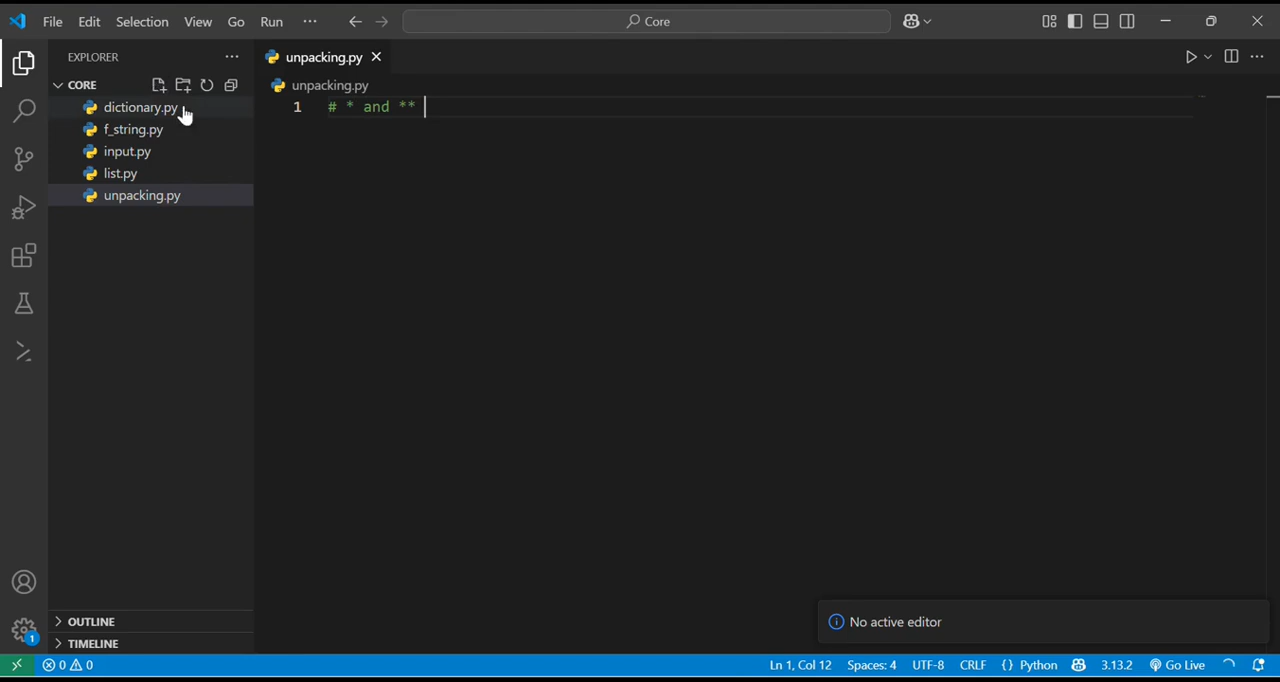 File Edit Selection View Go Run ··· Core
EXPLORER ···
unpacking.py
CORE
unpacking.py
dictionary.py
f_string.py
input.py
list.py
unpacking.py
1 # * and **
OUTLINE
TIMELINE
No active editor
1
0 0 Ln 1, Col 12 Spaces: 4 UTF-8 CRLF {} Python 3.13.2 Go Live